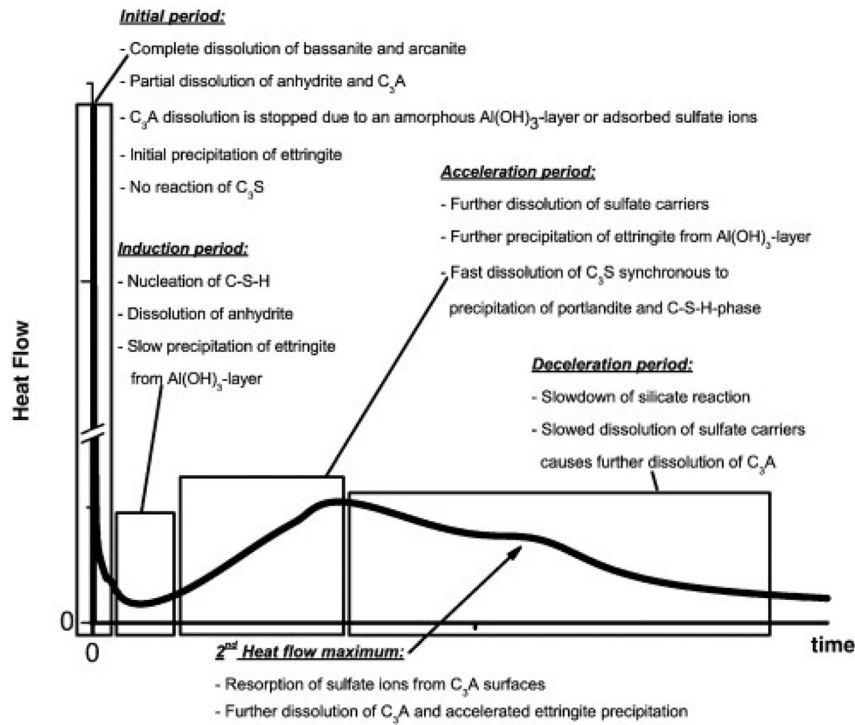 Initial period:
- Complete dissolution of bassanite and arcanite
- Partial dissolution of anhydrite and C₃A
- C₃A dissolution is stopped due to an amorphous Al(OH)₃-layer or adsorbed sulfate ions
- Initial precipitation of ettringite
- No reaction of C₃S
Acceleration period:
- Further dissolution of sulfate carriers
- Further precipitation of ettringite from Al(OH)₃-layer
- Fast dissolution of C₃S synchronous to
precipitation of portlandite and C-S-H-phase
Induction period:
- Nucleation of C-S-H
- Dissolution of anhydrite
- Slow precipitation of ettringite
from Al(OH)₃-layer
Deceleration period:
- Slowdown of silicate reaction
- Slowed dissolution of sulfate carriers
causes further dissolution of C₃A
Heat Flow
0
0
time
2nd Heat flow maximum:
- Resorption of sulfate ions from C₃A surfaces
- Further dissolution of C₃A and accelerated ettringite precipitation